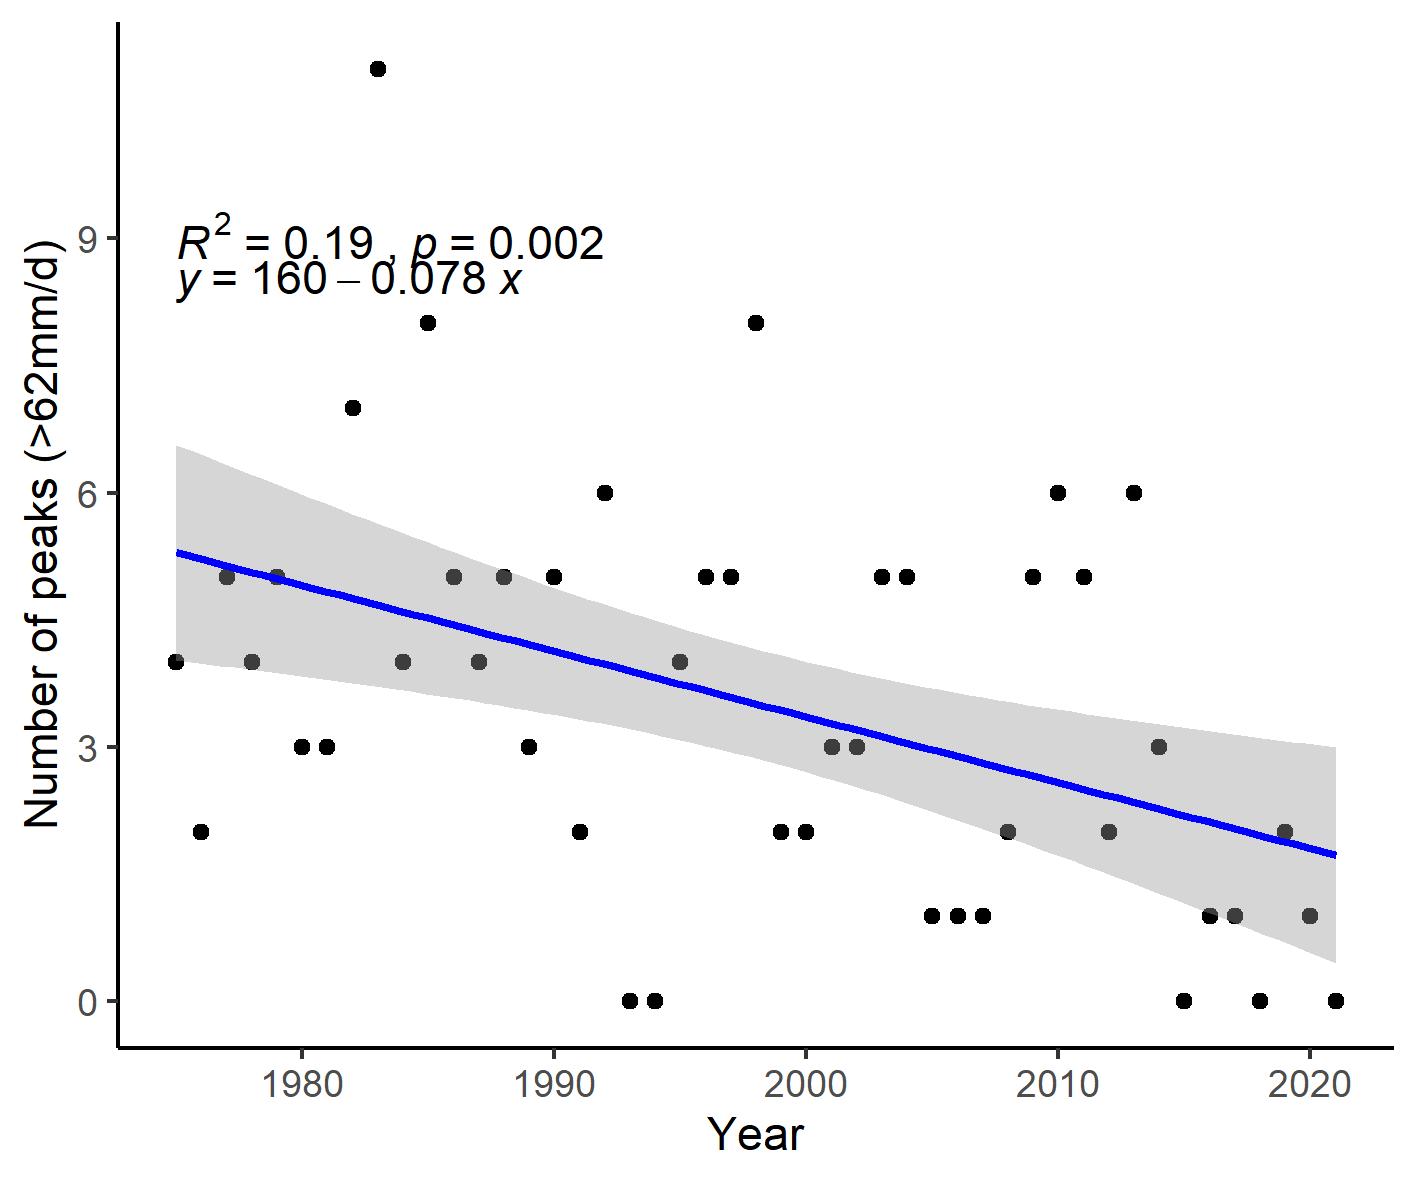 R² = 0.19 , p = 0.002
y = 160 – 0.078 x
Number of peaks (>62mm/d)
9
6
3
0
1980 1990 2000 2010 2020
Year